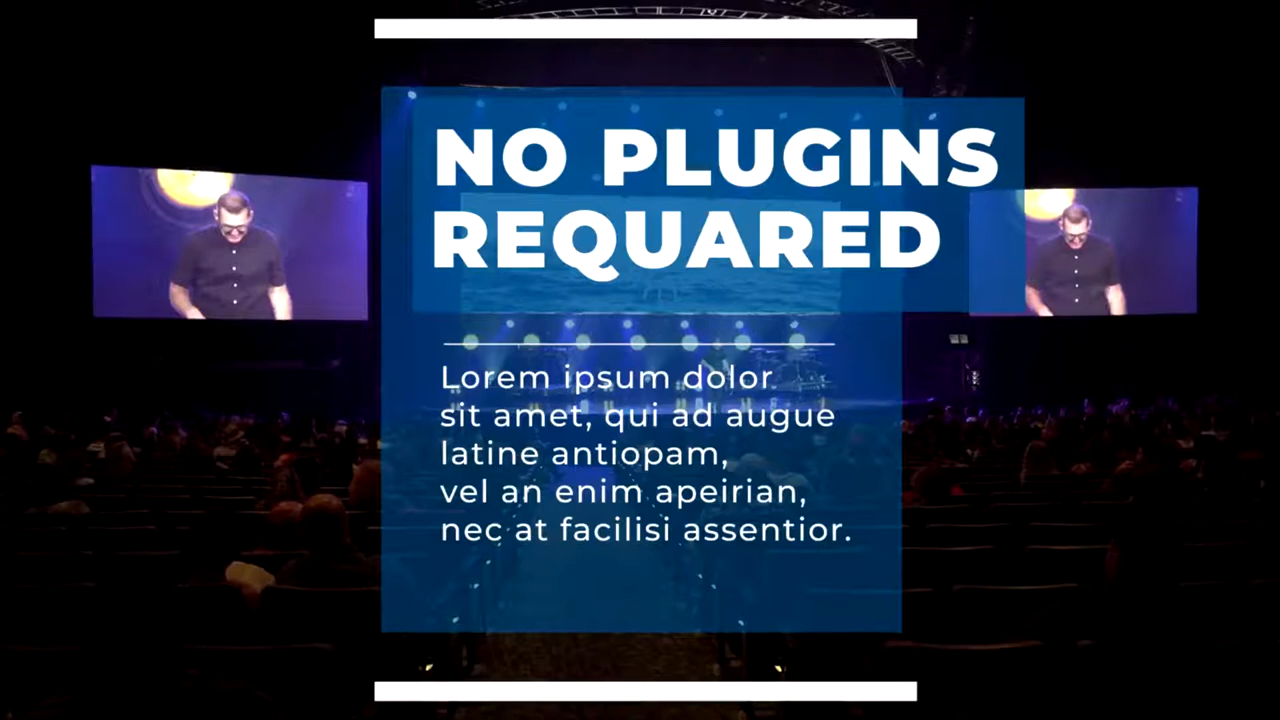 NO PLUGINS
REQUARED
Lorem ipsum dolor
sit amet, qui ad augue
latine antiopam,
vel an enim apeirian,
nec at facilisi assentior.